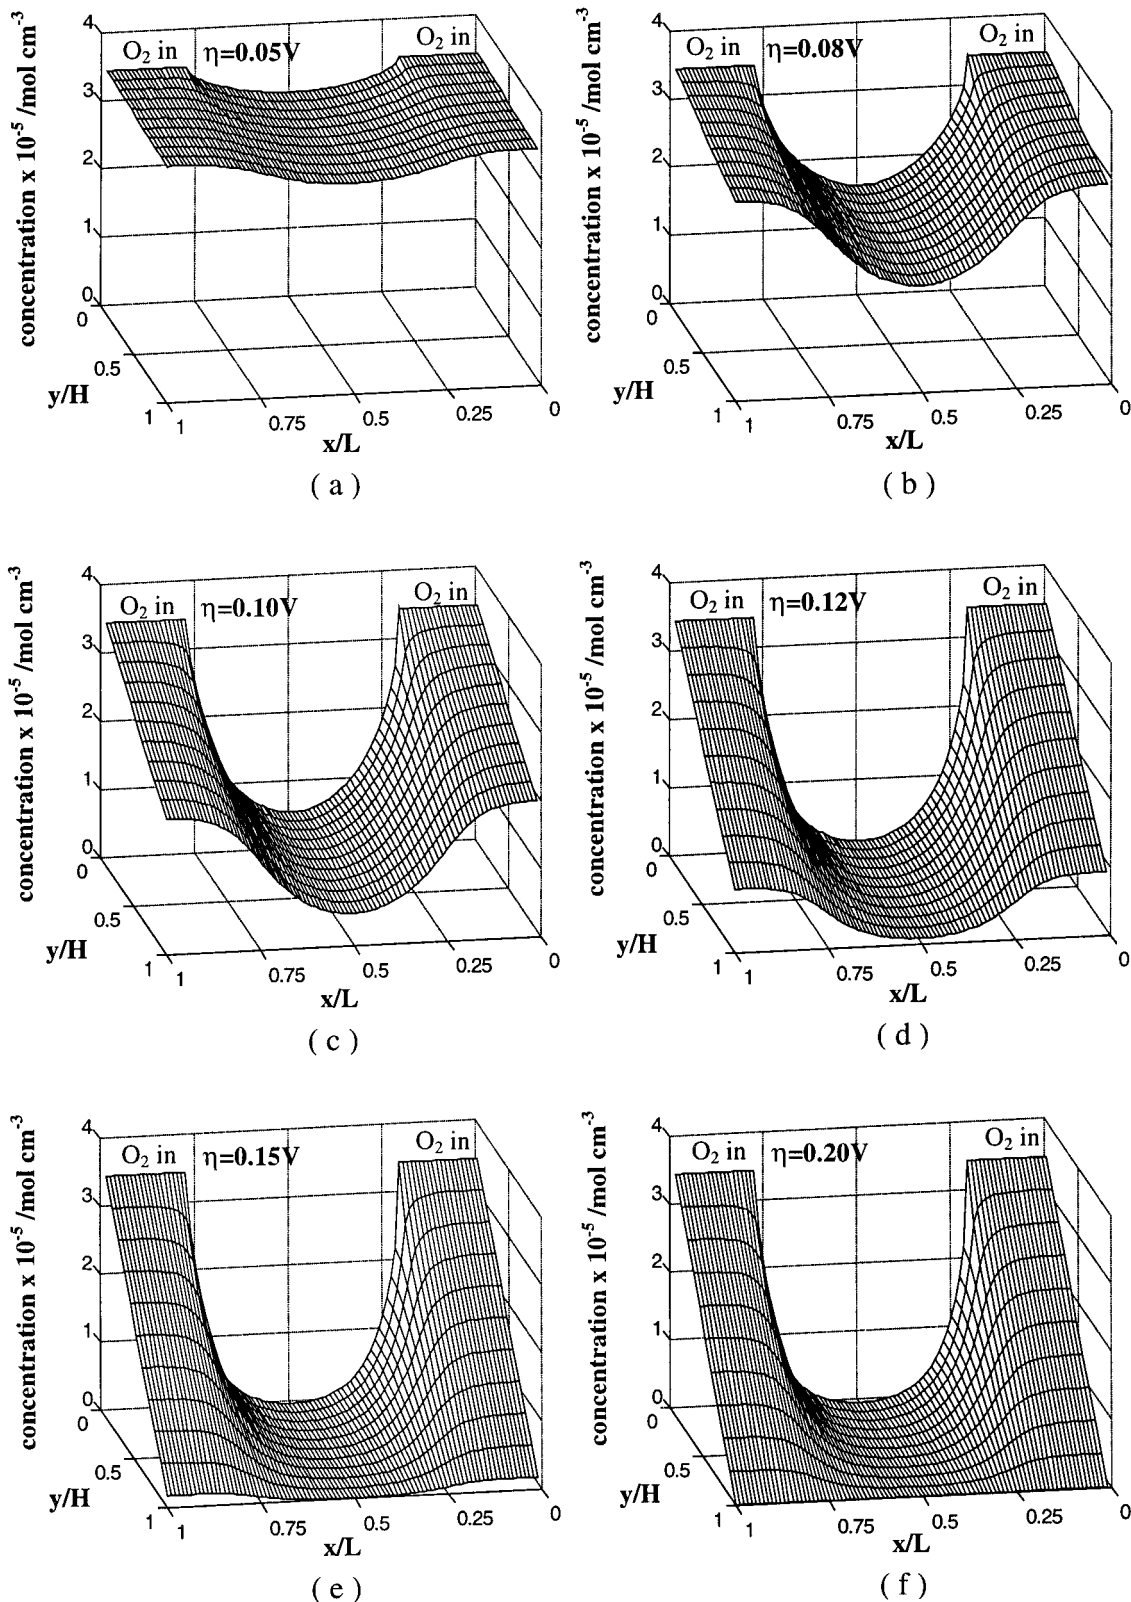 4
O₂ in
η=0.05V
O₂ in
3
2
1
0
concentration x 10⁻⁵ /mol cm⁻³
0
0.5
1
y/H
1
0.75
0.5
0.25
0
x/L
( a )
4
O₂ in
η=0.08V
O₂ in
3
2
1
0
concentration x 10⁻⁵ /mol cm⁻³
0
0.5
1
y/H
1
0.75
0.5
0.25
0
x/L
( b )
4
O₂ in
η=0.10V
O₂ in
3
2
1
0
concentration x 10⁻⁵ /mol cm⁻³
0
0.5
1
y/H
1
0.75
0.5
0.25
0
x/L
( c )
4
O₂ in
η=0.12V
O₂ in
3
2
1
0
concentration x 10⁻⁵ /mol cm⁻³
0
0.5
1
y/H
1
0.75
0.5
0.25
0
x/L
( d )
4
O₂ in
η=0.15V
O₂ in
3
2
1
0
concentration x 10⁻⁵ /mol cm⁻³
0
0.5
1
y/H
1
0.75
0.5
0.25
0
x/L
( e )
4
O₂ in
η=0.20V
O₂ in
3
2
1
0
concentration x 10⁻⁵ /mol cm⁻³
0
0.5
1
y/H
1
0.75
0.5
0.25
0
x/L
( f )